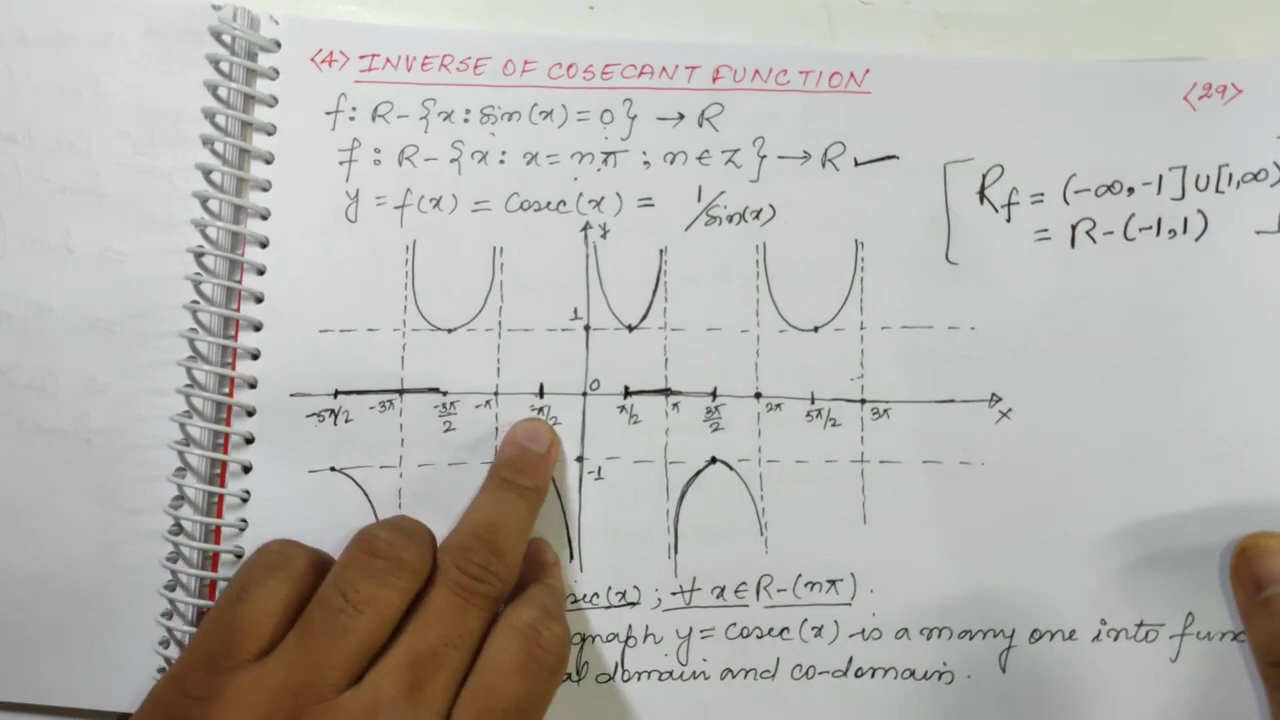 <4> INVERSE OF COSECANT FUNCTION
<29>
f: R-{x: sin(x)=0} → R
f: R-{x: x=nπ; n∈Z} → R
y = f(x) = cosec(x) = 1/sin(x)
Rf = (-∞,-1]∪[1,∞)
= R-(-1,1)
y
1
0
-5π/2 -3π -3π/2 -π -π/2 π/2 π 3π/2 2π 5π/2 3π x
-1
; ∀ x∈R-(nπ).
graph y=cosec(x) is a many one into
domain and co-domain.